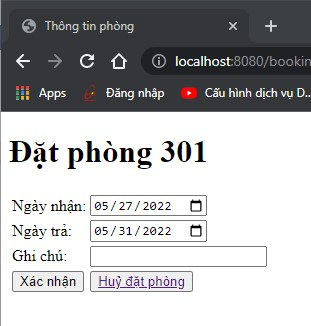 Thông tin phòng
localhost:8080/bookin
Apps Đăng nhập Cấu hình dịch vụ D...
Đặt phòng 301
Ngày nhận: 05/27/2022
Ngày trả: 05/31/2022
Ghi chú:
Xác nhận Huỷ đặt phòng